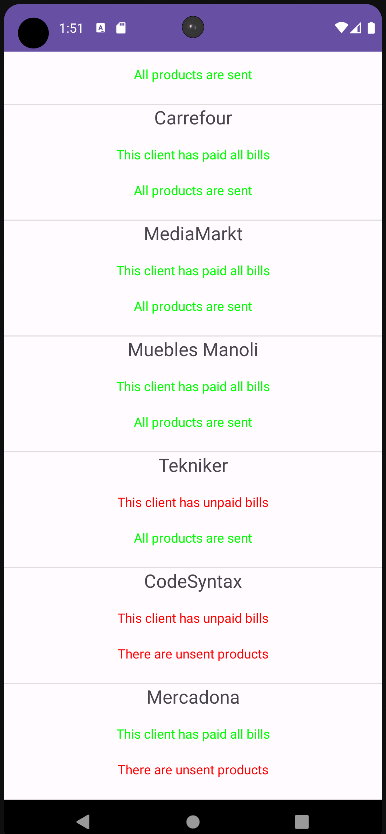 1:51
All products are sent
Carrefour
This client has paid all bills
All products are sent
MediaMarkt
This client has paid all bills
All products are sent
Muebles Manoli
This client has paid all bills
All products are sent
Tekniker
This client has unpaid bills
All products are sent
CodeSyntax
This client has unpaid bills
There are unsent products
Mercadona
This client has paid all bills
There are unsent products